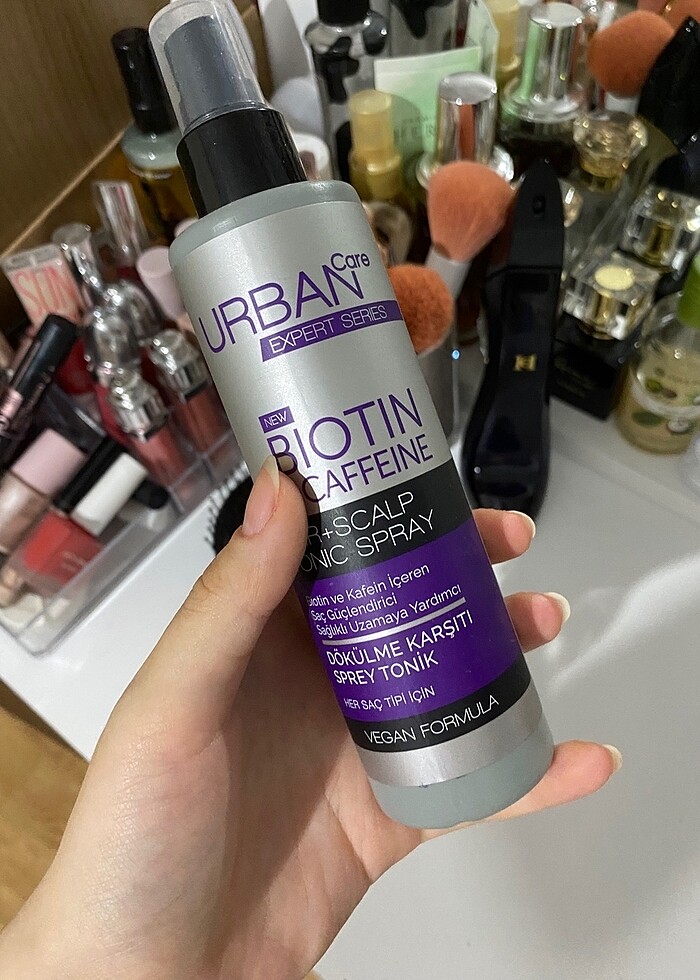 URBAN Care
EXPERT SERIES
NEW
BIOTIN
CAFFEINE
R+SCALP
ONIC SPRAY
Biotin ve Kafein İçeren
Saç Güçlendirici
Sağlıklı Uzamaya Yardımcı
DÖKÜLME KARŞITI
SPREY TONİK
HER SAÇ TİPİ İÇİN
VEGAN FORMULA
SUN